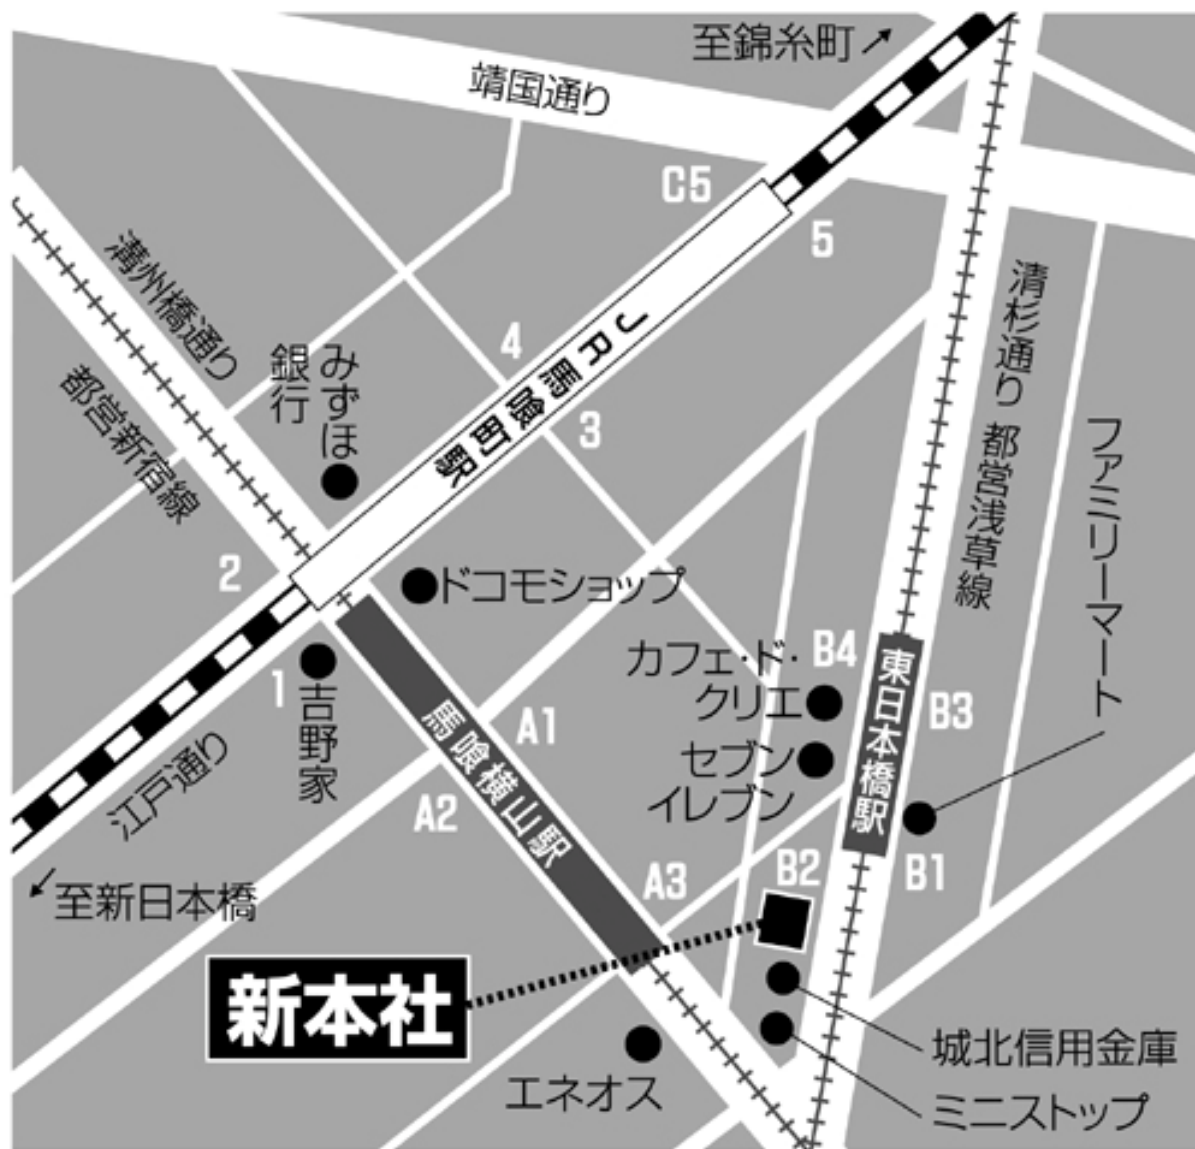 至錦糸町
靖国通り
C5
5
溝州橋通り
都営新宿線
みずほ
銀行
4
3
JR馬喰町駅
清杉通り 都営浅草線
ファミリーマート
2
ドコモショップ
1
吉野家
江戸通り
至新日本橋
馬喰横山駅
A1
A2
A3
カフェ・ド・
クリエ
セブン
イレブン
B4
B3
東日本橋駅
B2
B1
新本社
エネオス
城北信用金庫
ミニストップ